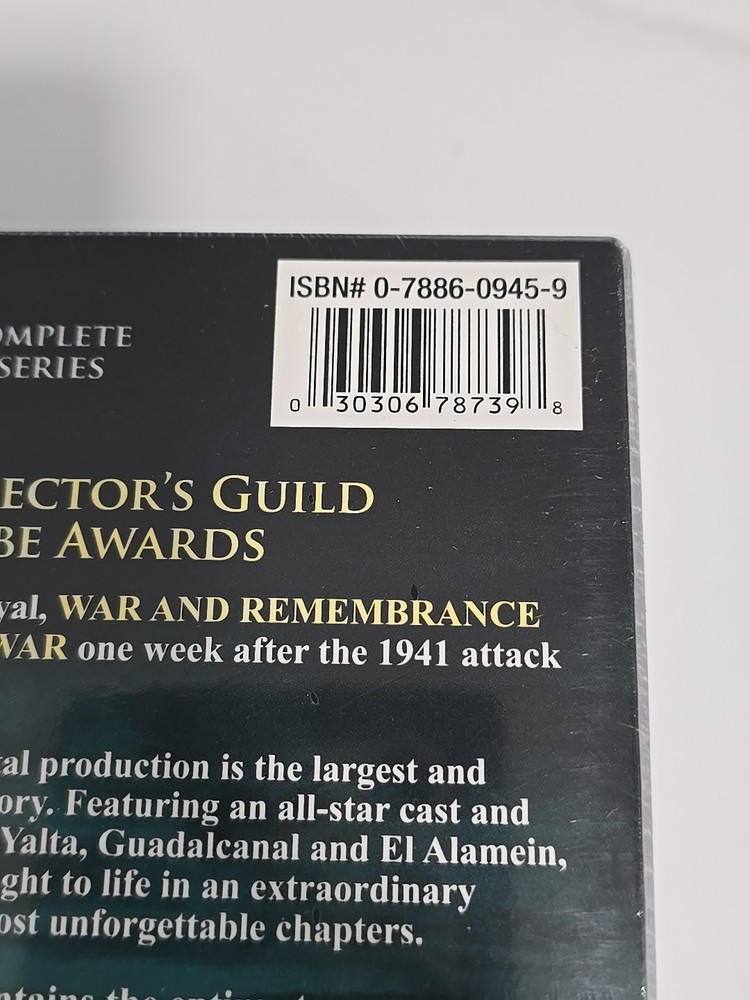 ISBN# 0-7886-0945-9
0 30306 78739 8
OMPLETE
SERIES
ECTOR'S GUILD
BE AWARDS
yal, WAR AND REMEMBRANCE
WAR one week after the 1941 attack
tal production is the largest and
ory. Featuring an all-star cast and
Yalta, Guadalcanal and El Alamein,
ght to life in an extraordinary
ost unforgettable chapters.